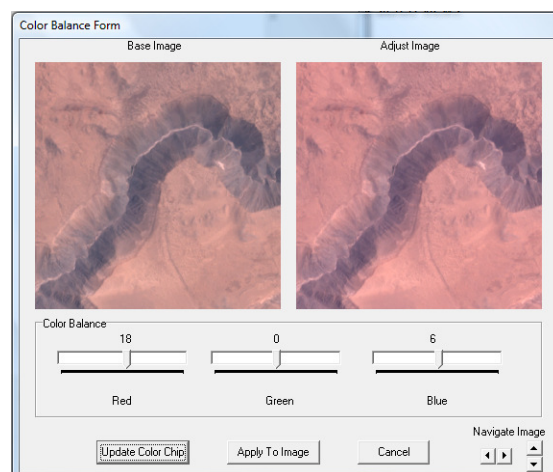 Color Balance Form
Base Image Adjust Image
Color Balance
18 0 6
Red Green Blue
Navigate Image
Update Color Chip Apply To Image Cancel